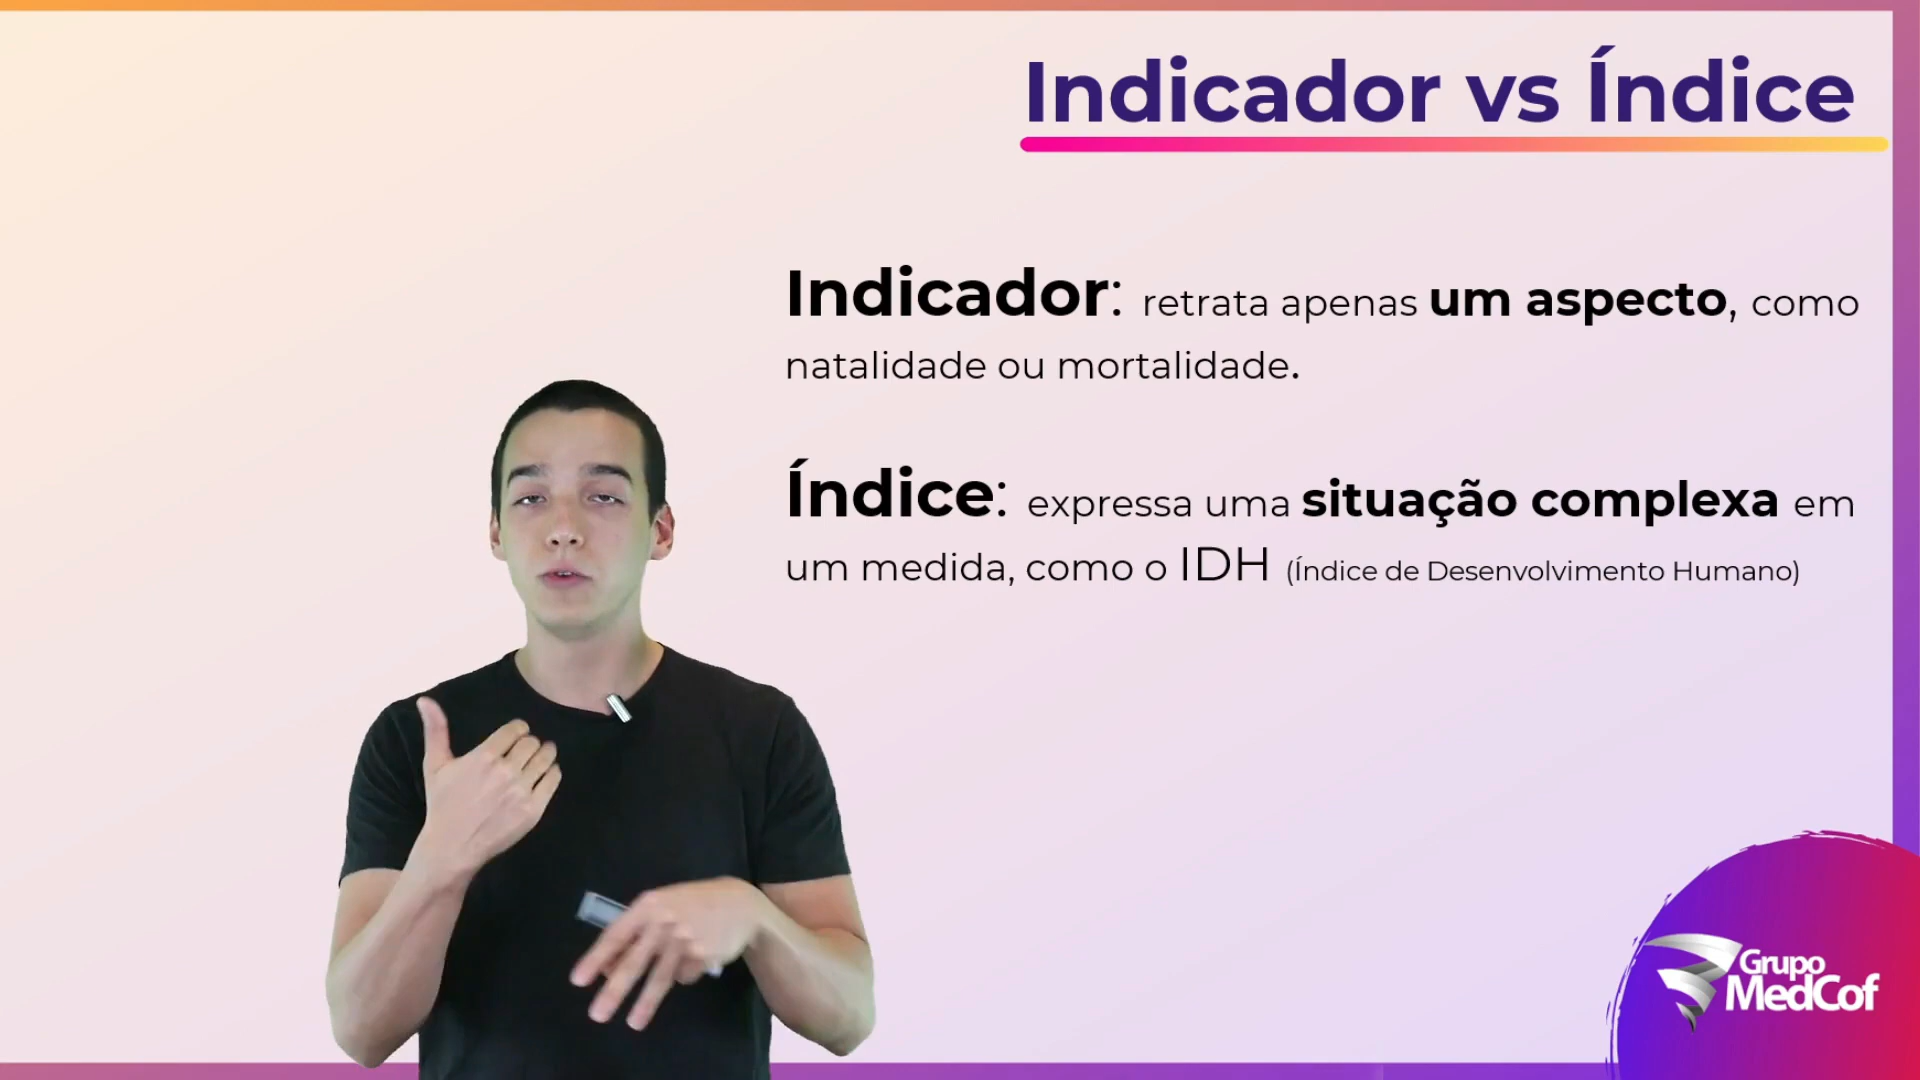 Indicador vs Índice
Indicador: retrata apenas um aspecto, como
natalidade ou mortalidade.
Índice: expressa uma situação complexa em
um medida, como o IDH (Índice de Desenvolvimento Humano)
Grupo
MedCof